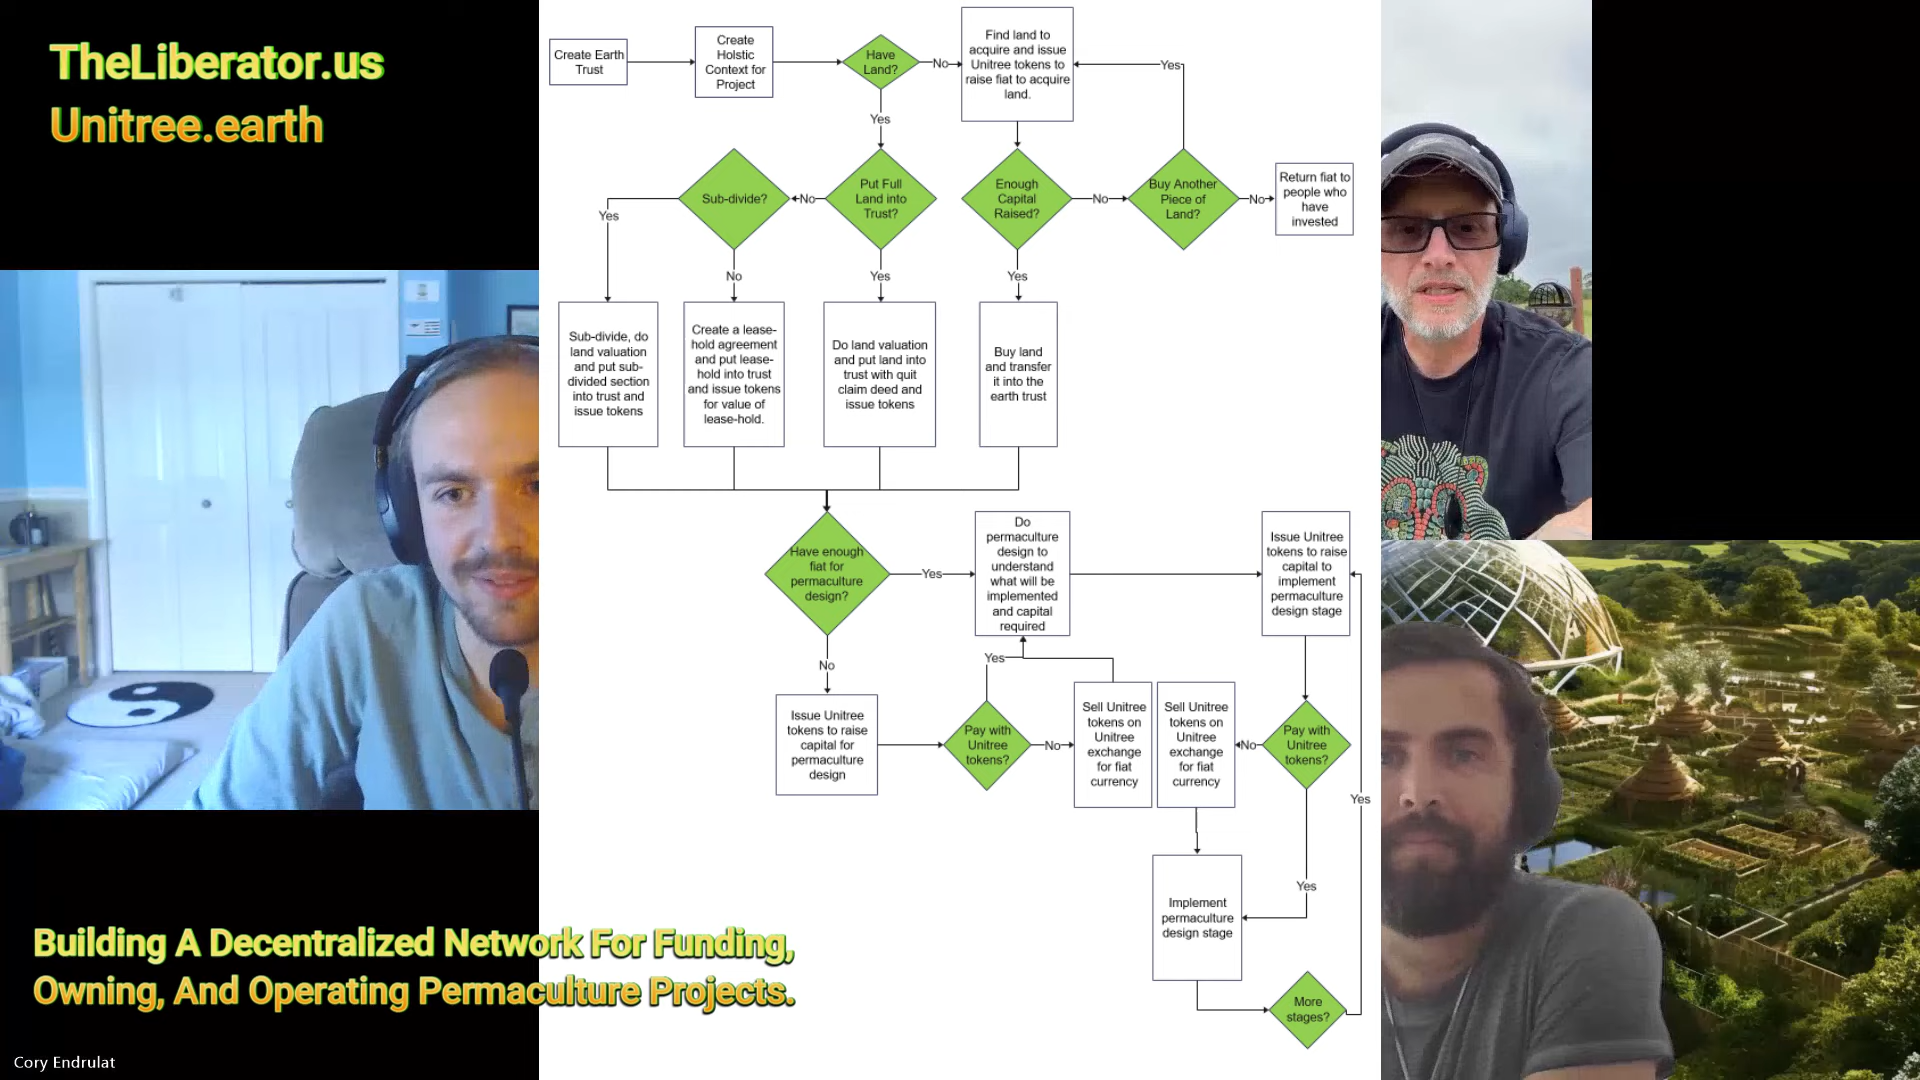 TheLiberator.us
Unitree.earth
Create Earth
Trust
Create
Holstic
Context for
Project
Have
Land?
No
Find land to
acquire and issue
Unitree tokens to
raise fiat to acquire
land.
Yes
Yes
Sub-divide?
No
Put Full
Land into
Trust?
Enough
Capital
Raised?
No
Buy Another
Piece of
Land?
No
Return fiat to
people who
have
invested
Yes
No
Yes
Yes
Sub-divide, do
land valuation
and put sub-
divided section
into trust and
issue tokens
Create a lease-
hold agreement
and put lease-
hold into trust
and issue tokens
for value of
lease-hold.
Do land valuation
and put land into
trust with quit
claim deed and
issue tokens
Buy land
and transfer
it into the
earth trust
Have enough
fiat for
permaculture
design?
Yes
Do
permaculture
design to
understand
what will be
implemented
and capital
required
Issue Unitree
tokens to raise
capital to
implement
permaculture
design stage
No
Yes
Issue Unitree
tokens to raise
capital for
permaculture
design
Pay with
Unitree
tokens?
No
Sell Unitree
tokens on
Unitree
exchange
for fiat
currency
Sell Unitree
tokens on
Unitree
exchange
for fiat
currency
No
Pay with
Unitree
tokens?
Yes
Yes
Implement
permaculture
design stage
More
stages?
Building A Decentralized Network For Funding,
Owning, And Operating Permaculture Projects.
Cory Endrulat